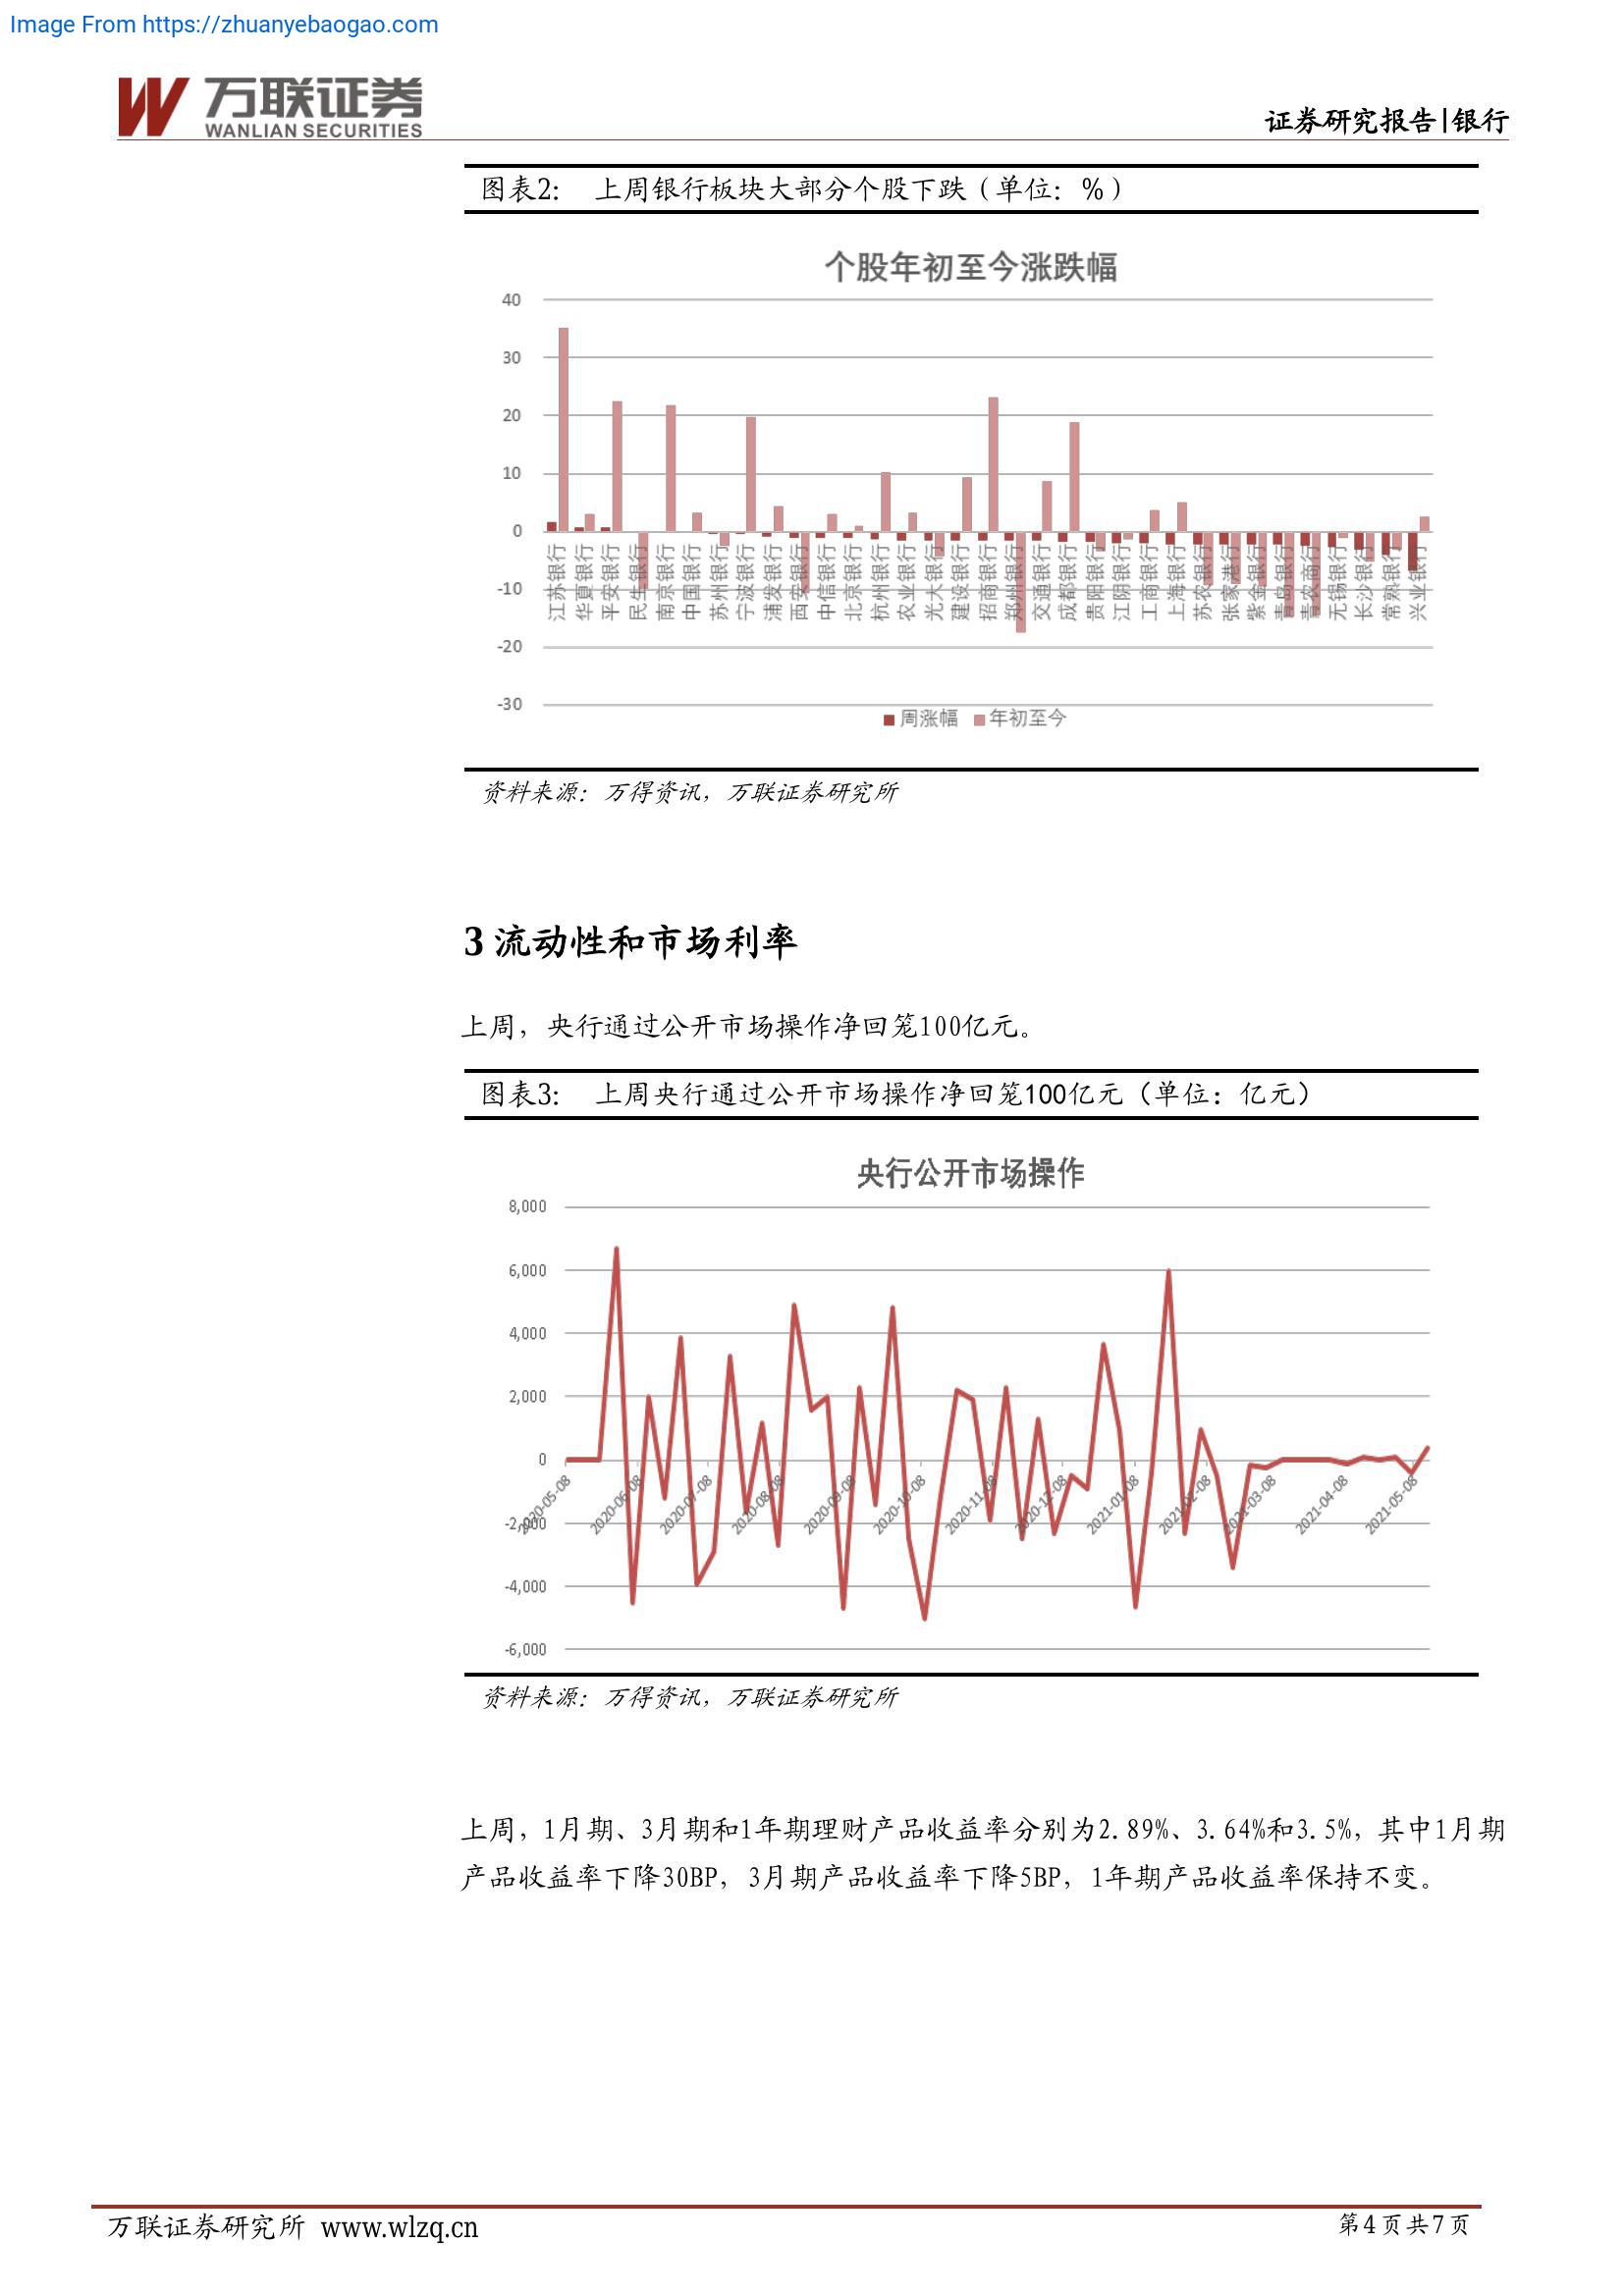 Image From https://zhuanyebaogao.com
万联证券
WANLIAN SECURITIES
证券研究报告|银行
图表2: 上周银行板块大部分个股下跌（单位：%）
个股年初至今涨跌幅
40
30
20
10
0
-10
-20
-30
江苏银行
华夏银行
平安银行
民生银行
南京银行
中国银行
苏州银行
宁波银行
浦发银行
西安银行
中信银行
北京银行
杭州银行
农业银行
光大银行
建设银行
招商银行
郑州银行
交通银行
成都银行
贵阳银行
江阴银行
工商银行
上海银行
苏农银行
张家港行
紫金银行
青岛银行
青农商行
无锡银行
长沙银行
常熟银行
兴业银行
周涨幅 年初至今
资料来源：万得资讯，万联证券研究所
3 流动性和市场利率
上周，央行通过公开市场操作净回笼100亿元。
图表3: 上周央行通过公开市场操作净回笼100亿元（单位：亿元）
央行公开市场操作
8,000
6,000
4,000
2,000
0
-2,000
-4,000
-6,000
2020-05-08
2020-06-08
2020-07-08
2020-08-08
2020-09-08
2020-10-08
2020-11-08
2020-12-08
2021-01-08
2021-02-08
2021-03-08
2021-04-08
2021-05-08
资料来源：万得资讯，万联证券研究所
上周，1月期、3月期和1年期理财产品收益率分别为2.89%、3.64%和3.5%，其中1月期
产品收益率下降30BP，3月期产品收益率下降5BP，1年期产品收益率保持不变。
万联证券研究所 www.wlzq.cn
第4页共7页